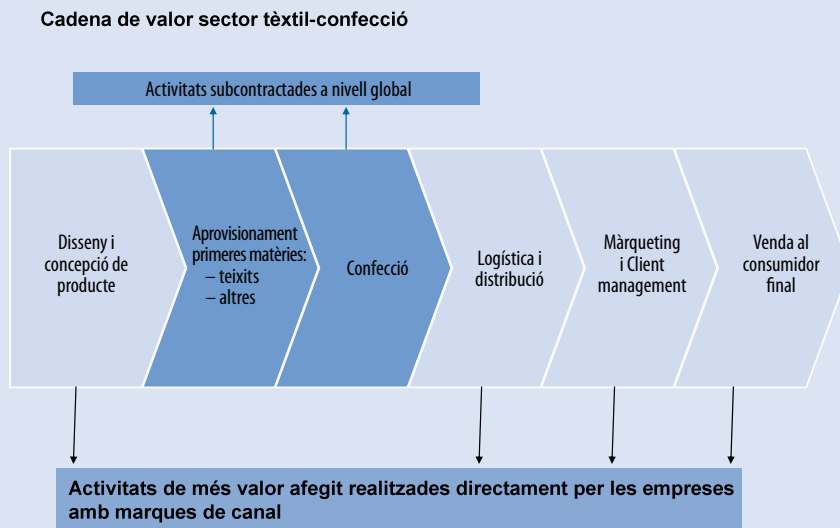 Cadena de valor sector tèxtil-confecció
Activitats subcontractades a nivell global
Disseny i
concepció de
producte
Aprovisionament
primeres matèries:
– teixits
– altres
Confecció
Logística i
distribució
Màrqueting
i Client
management
Venda al
consumidor
final
Activitats de més valor afegit realitzades directament per les empreses
amb marques de canal